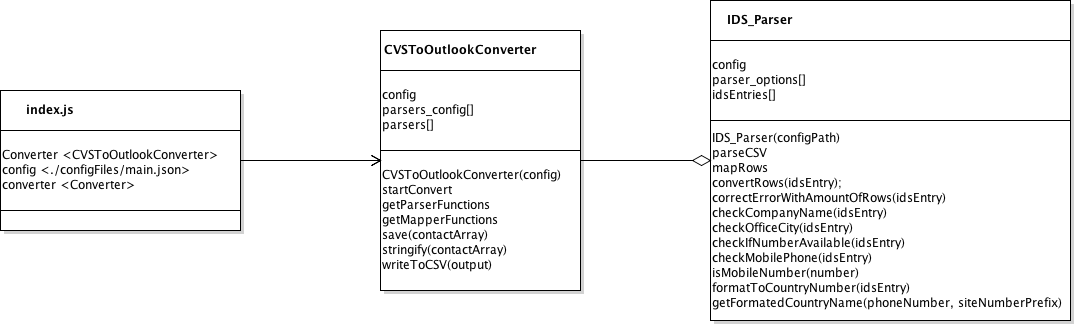 index.js
Converter <CVSToOutlookConverter>
config <./configFiles/main.json>
converter <Converter>
CVSToOutlookConverter
config
parsers_config[]
parsers[]
CVSToOutlookConverter(config)
startConvert
getParserFunctions
getMapperFunctions
save(contactArray)
stringify(contactArray)
writeToCSV(output)
IDS_Parser
config
parser_options[]
idsEntries[]
IDS_Parser(configPath)
parseCSV
mapRows
convertRows(idsEntry);
correctErrorWithAmountOfRows(idsEntry)
checkCompanyName(idsEntry)
checkOfficeCity(idsEntry)
checkIfNumberAvailable(idsEntry)
checkMobilePhone(idsEntry)
isMobileNumber(number)
formatToCountryNumber(idsEntry)
getFormatedCountryName(phoneNumber, siteNumberPrefix)